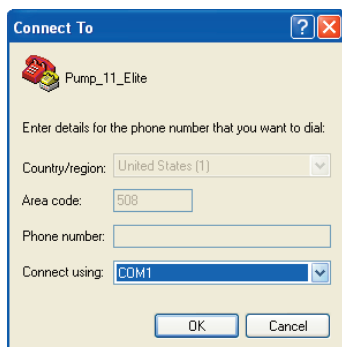 Connect To
Pump_11_Elite
Enter details for the phone number that you want to dial:
Country/region: United States (1)
Area code: 508
Phone number:
Connect using: COM1
OK Cancel